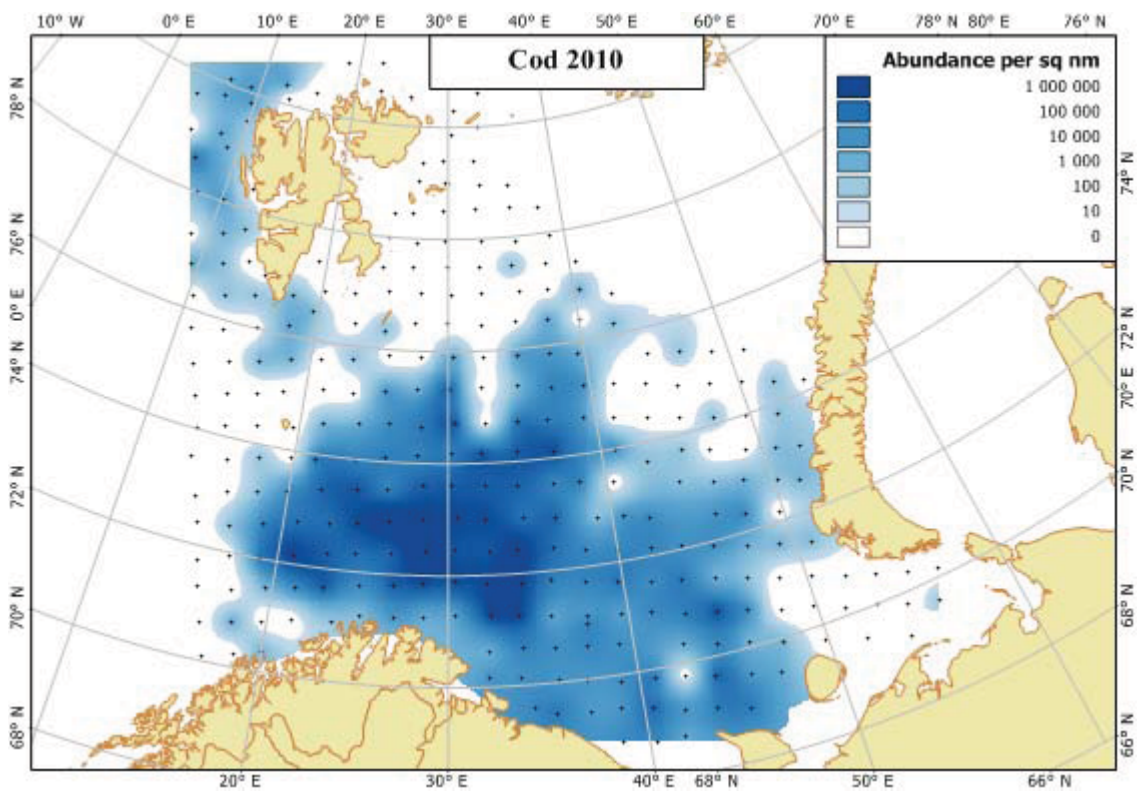 10° W 0° E 10° E 20° E 30° E 40° E 50° E 60° E 70° E 78° N 80° E 76° N
Cod 2010
Abundance per sq nm
1 000 000
100 000
10 000
1 000
100
10
0
78° N
76° N
0° E
74° N
72° N
70° N
68° N
74° N
72° N
70° E
70° N
68° N
66° N
20° E 30° E 40° E 68° N 50° E 66° N